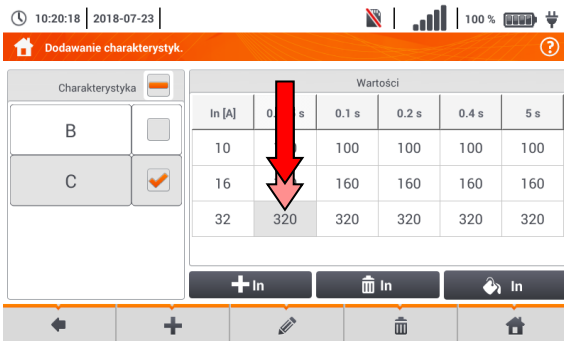 10:20:18 2018-07-23 100 %
Dodawanie charakterystyk. ?
Charakterystyka Wartości
In [A] 0.1 s 0.2 s 0.4 s 5 s
B
10 100 100 100 100
C
16 160 160 160 160
32 320 320 320 320 320
In In In